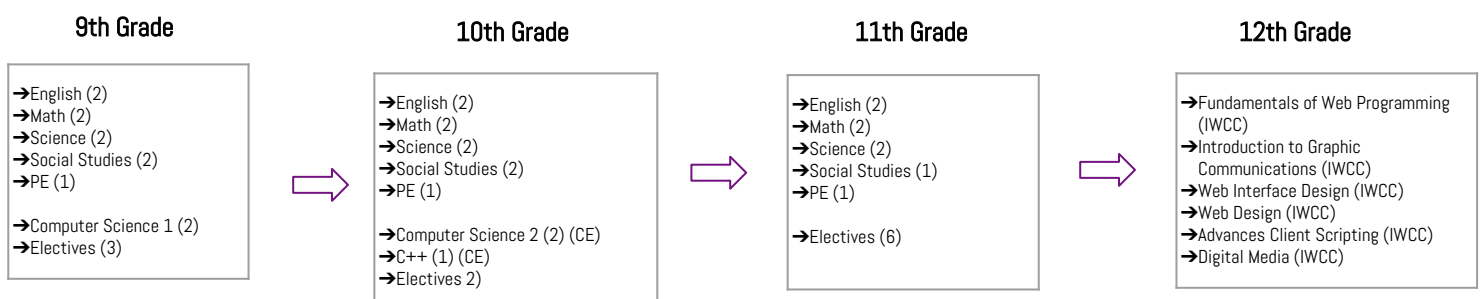 9th Grade
➔English (2)
➔Math (2)
➔Science (2)
➔Social Studies (2)
➔PE (1)
➔Computer Science 1 (2)
➔Electives (3)
10th Grade
➔English (2)
➔Math (2)
➔Science (2)
➔Social Studies (2)
➔PE (1)
➔Computer Science 2 (2) (CE)
➔C++ (1) (CE)
➔Electives 2)
11th Grade
➔English (2)
➔Math (2)
➔Science (2)
➔Social Studies (1)
➔PE (1)
➔Electives (6)
12th Grade
➔Fundamentals of Web Programming
(IWCC)
➔Introduction to Graphic
Communications (IWCC)
➔Web Interface Design (IWCC)
➔Web Design (IWCC)
➔Advances Client Scripting (IWCC)
➔Digital Media (IWCC)